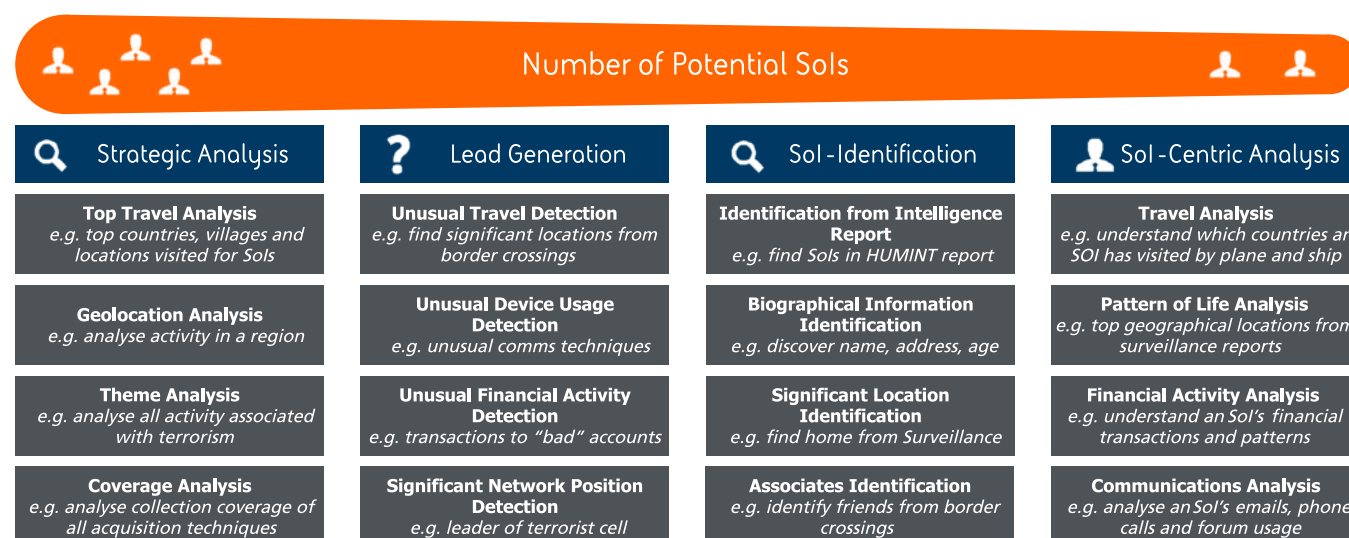 Number of Potential SoIs
Strategic Analysis
Top Travel Analysis
e.g. top countries, villages and
locations visited for SoIs
Geolocation Analysis
e.g. analyse activity in a region
Theme Analysis
e.g. analyse all activity associated
with terrorism
Coverage Analysis
e.g. analyse collection coverage of
all acquisition techniques
? Lead Generation
Unusual Travel Detection
e.g. find significant locations from
border crossings
Unusual Device Usage
Detection
e.g. unusual comms techniques
Unusual Financial Activity
Detection
e.g. transactions to “bad” accounts
Significant Network Position
Detection
e.g. leader of terrorist cell
SoI-Identification
Identification from Intelligence
Report
e.g. find SoIs in HUMINT report
Biographical Information
Identification
e.g. discover name, address, age
Significant Location
Identification
e.g. find home from Surveillance
Associates Identification
e.g. identify friends from border
crossings
SoI-Centric Analysis
Travel Analysis
e.g. understand which countries an
SOI has visited by plane and ship
Pattern of Life Analysis
e.g. top geographical locations from
surveillance reports
Financial Activity Analysis
e.g. understand an SoI’s financial
transactions and patterns
Communications Analysis
e.g. analyse an SoI’s emails, phone
calls and forum usage